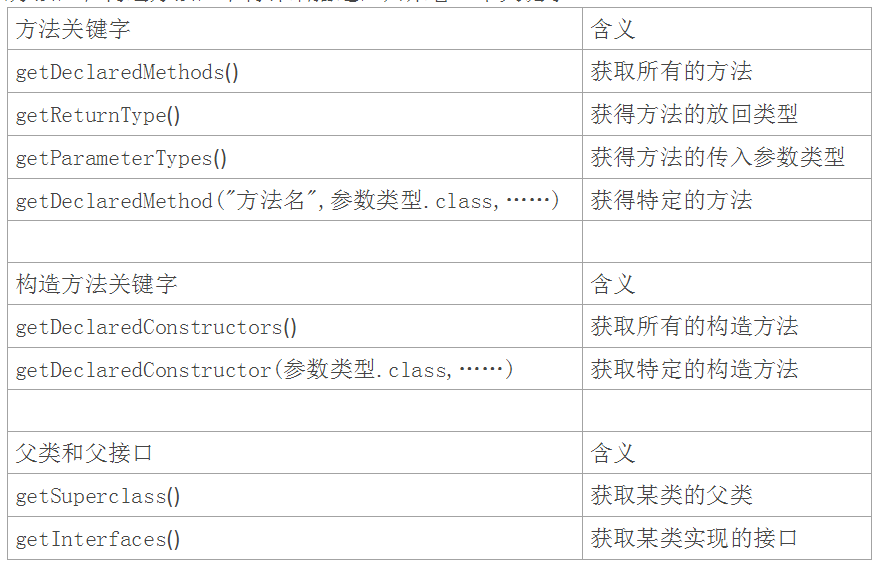 方法关键字 含义
getDeclaredMethods() 获取所有的方法
getReturnType() 获得方法的放回类型
getParameterTypes() 获得方法的传入参数类型
getDeclaredMethod("方法名",参数类型.class,……) 获得特定的方法
构造方法关键字 含义
getDeclaredConstructors() 获取所有的构造方法
getDeclaredConstructor(参数类型.class,……) 获取特定的构造方法
父类和父接口 含义
getSuperclass() 获取某类的父类
getInterfaces() 获取某类实现的接口